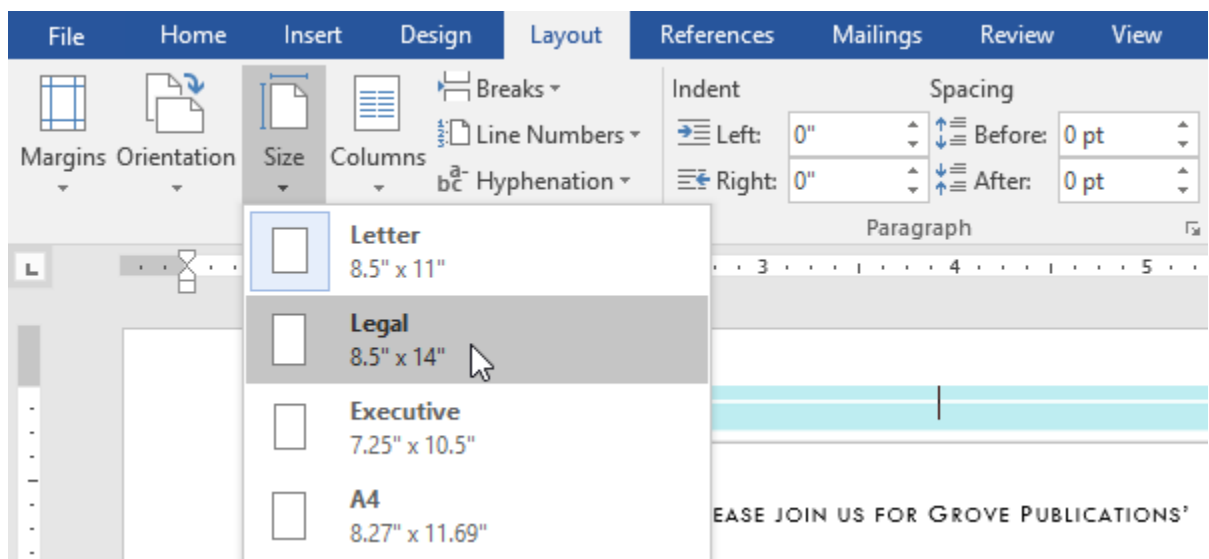 File Home Insert Design Layout References Mailings Review View
Breaks Indent Spacing
Line Numbers Left: 0" Before: 0 pt
Margins Orientation Size Columns
Hyphenation Right: 0" After: 0 pt
Paragraph
Letter
8.5" x 11"
3 4 5
Legal
8.5" x 14"
Executive
7.25" x 10.5"
A4
8.27" x 11.69"
EASE JOIN US FOR GROVE PUBLICATIONS'